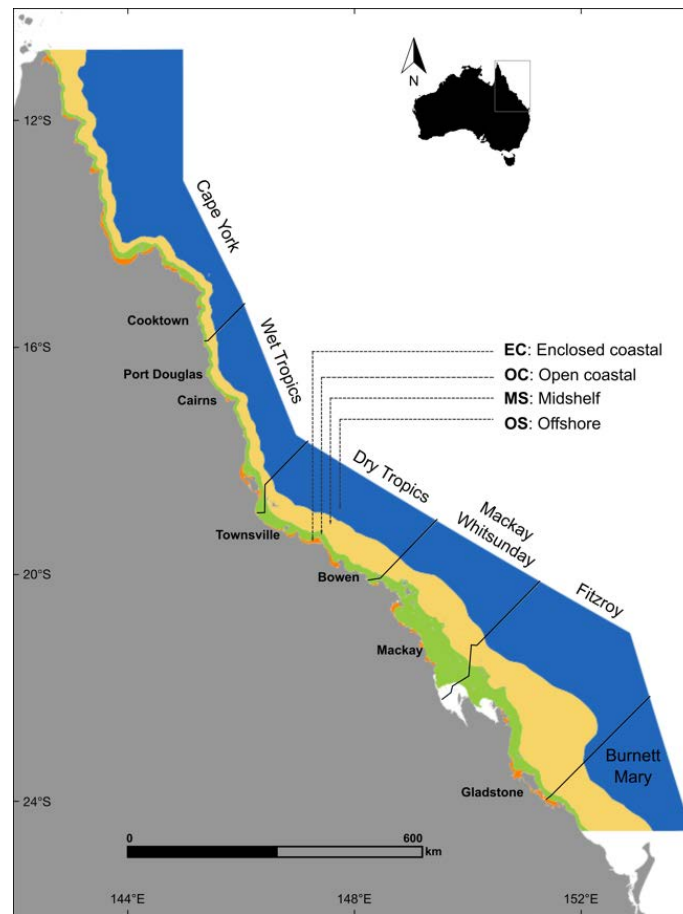 N
12°S
Cape York
Cooktown
16°S
Wet Tropics
EC: Enclosed coastal
OC: Open coastal
MS: Midshelf
OS: Offshore
Port Douglas
Cairns
Dry Tropics
Townsville
Mackay
Whitsunday
20°S
Bowen
Fitzroy
Mackay
Burnett
Mary
Gladstone
24°S
0
600
km
144°E
148°E
152°E